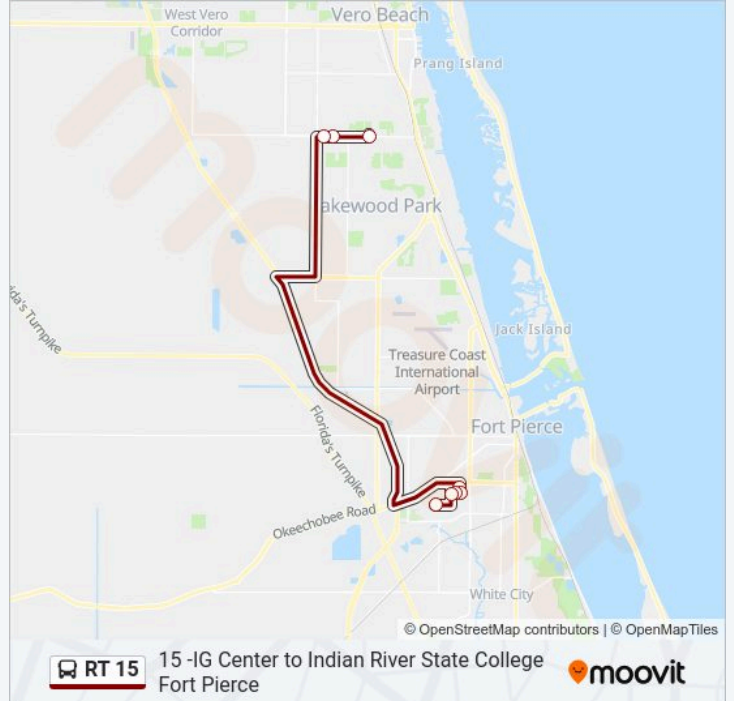 West Vero
Corridor
Vero Beach
Prang Island
akewood Park
da's Turnpike
Jack Island
Treasure Coast
International
Airport
Florida's Turnpike
Fort Pierce
Okeechobee Road
White City
© OpenStreetMap contributors | © OpenMapTiles
RT 15
15 -IG Center to Indian River State College
Fort Pierce
moovit